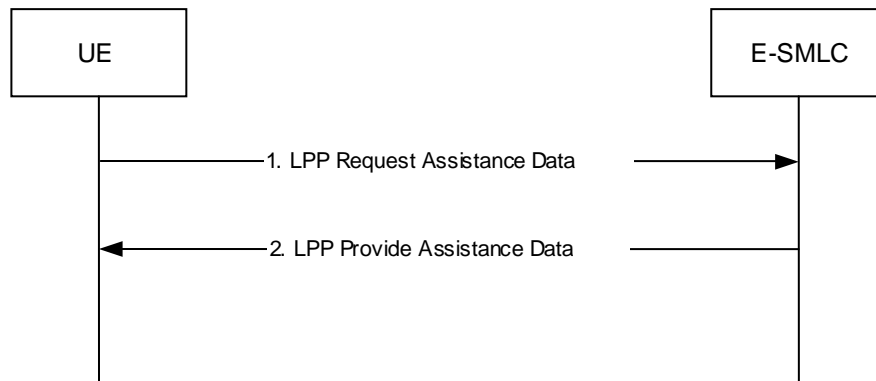 UE
E-SMLC
1. LPP Request Assistance Data
2. LPP Provide Assistance Data